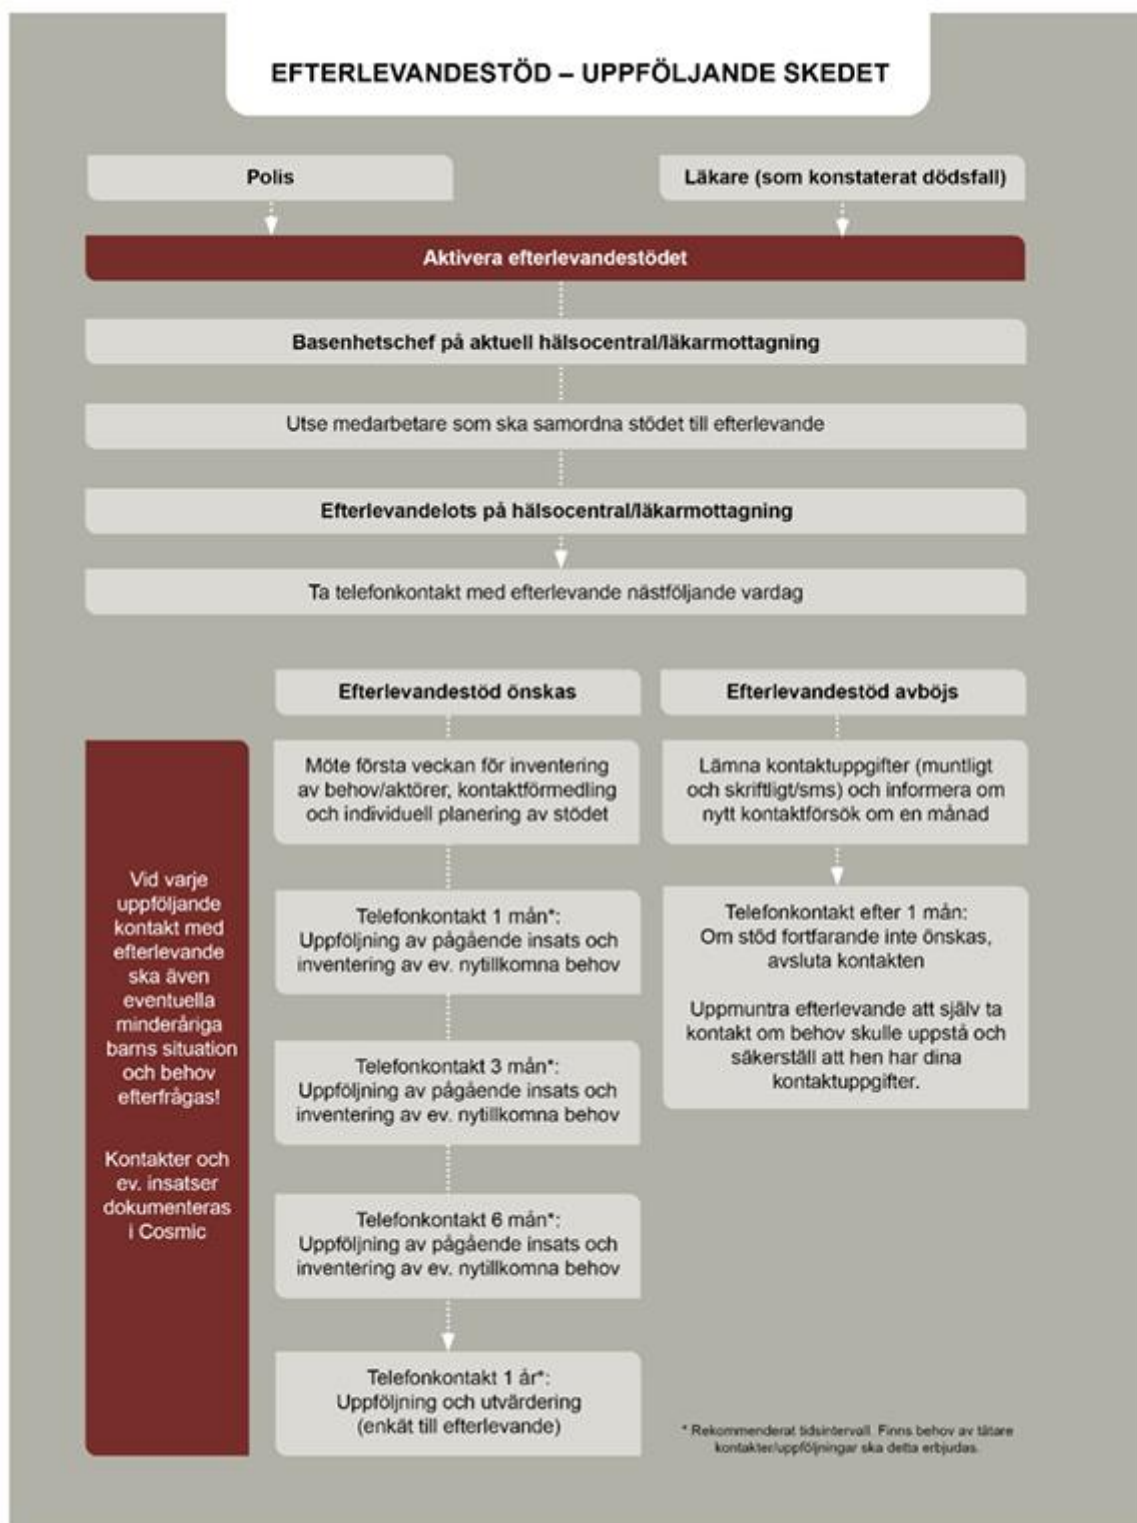 EFTERLEVANDESTÖD – UPPFÖLJANDE SKEDET
Polis
Läkare (som konstaterat dödsfall)
Aktivera efterlevandestödet
Basenhetschef på aktuell hälsocentral/läkarmottagning
Utse medarbetare som ska samordna stödet till efterlevande
Efterlevandelots på hälsocentral/läkarmottagning
Ta telefonkontakt med efterlevande nästföljande vardag
Efterlevandestöd önskas
Efterlevandestöd avböjs
Vid varje
uppföljande
kontakt med
efterlevande
ska även
eventuella
minderåriga
barns situation
och behov
efterfrågas!
Kontakter och
ev. insatser
dokumenteras
i Cosmic
Möte första veckan för inventering
av behov/aktörer, kontaktförmedling
och individuell planering av stödet
Telefonkontakt 1 mån*:
Uppföljning av pågående insats och
inventering av ev. nytillkomna behov
Telefonkontakt 3 mån*:
Uppföljning av pågående insats och
inventering av ev. nytillkomna behov
Telefonkontakt 6 mån*:
Uppföljning av pågående insats och
inventering av ev. nytillkomna behov
Telefonkontakt 1 år*:
Uppföljning och utvärdering
(enkät till efterlevande)
Lämna kontaktuppgifter (muntligt
och skriftligt/sms) och informera om
nytt kontaktförsök om en månad
Telefonkontakt efter 1 mån:
Om stöd fortfarande inte önskas,
avsluta kontakten
Uppmuntra efterlevande att själv ta
kontakt om behov skulle uppstå och
säkerställ att hen har dina
kontaktuppgifter.
* Rekommenderat tidsintervall. Finns behov av tätare
kontakter/uppföljningar ska detta erbjudas.